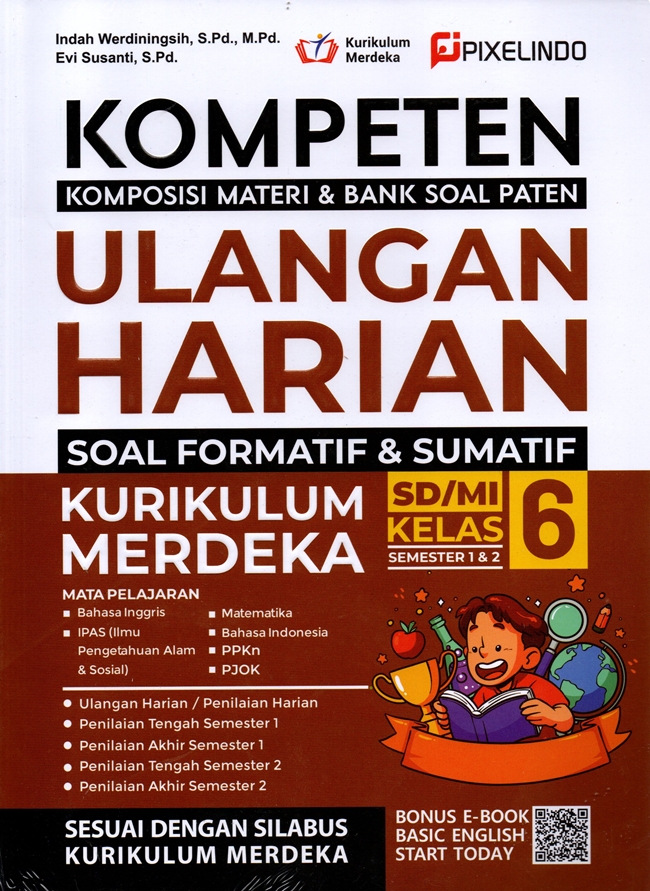 Indah Werdiningsih, S.Pd., M.Pd.
Evi Susanti, S.Pd.
Kurikulum
Merdeka
PIXELINDO
KOMPETEN
KOMPOSISI MATERI & BANK SOAL PATEN
ULANGAN
HARIAN
SOAL FORMATIF & SUMATIF
KURIKULUM
MERDEKA
SD/MI
KELAS
SEMESTER 1 & 2
6
MATA PELAJARAN
Bahasa Inggris
IPAS (Ilmu
Pengetahuan Alam
& Sosial)
Matematika
Bahasa Indonesia
PPKn
PJOK
Ulangan Harian / Penilaian Harian
Penilaian Tengah Semester 1
Penilaian Akhir Semester 1
Penilaian Tengah Semester 2
Penilaian Akhir Semester 2
SESUAI DENGAN SILABUS
KURIKULUM MERDEKA
BONUS E-BOOK
BASIC ENGLISH
START TODAY